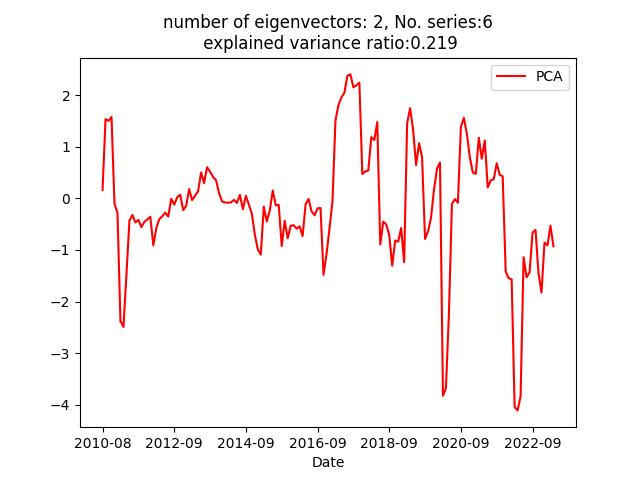 number of eigenvectors: 2, No. series:6
explained variance ratio:0.219
PCA
2
1
0
−1
−2
−3
−4
2010-08 2012-09 2014-09 2016-09 2018-09 2020-09 2022-09
Date